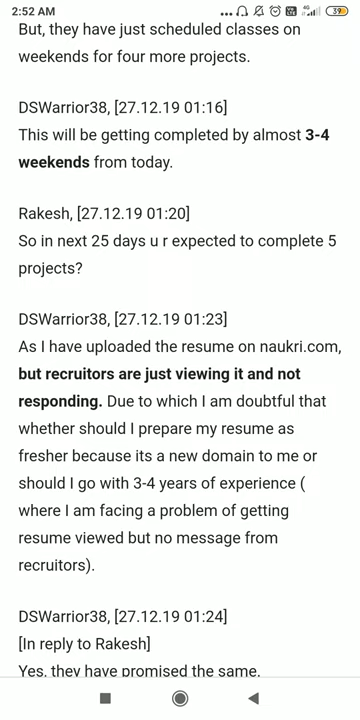 2:52 AM
4G
39
But, they have just scheduled classes on
weekends for four more projects.
DSWarrior38, [27.12.19 01:16]
This will be getting completed by almost 3-4
weekends from today.
Rakesh, [27.12.19 01:20]
So in next 25 days u r expected to complete 5
projects?
DSWarrior38, [27.12.19 01:23]
As I have uploaded the resume on naukri.com,
but recruitors are just viewing it and not
responding. Due to which I am doubtful that
whether should I prepare my resume as
fresher because its a new domain to me or
should I go with 3-4 years of experience (
where I am facing a problem of getting
resume viewed but no message from
recruitors).
DSWarrior38, [27.12.19 01:24]
[In reply to Rakesh]
Yes, they have promised the same.